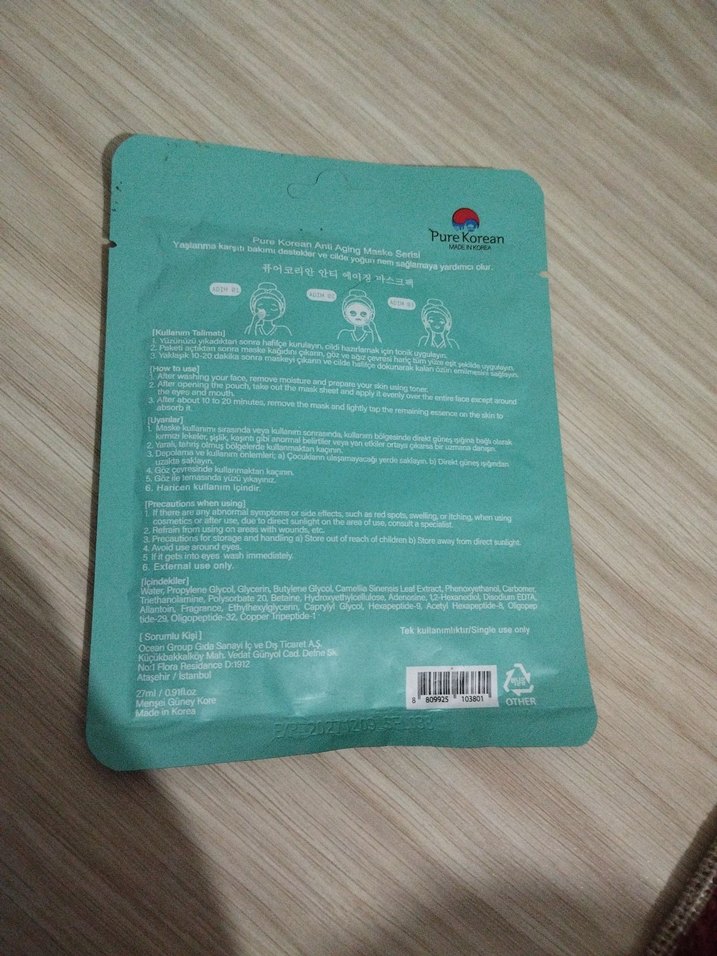 Pure Korean
MADE IN KOREA
Pure Korean Anti Aging Maske Serisi
Yaşlanma karşıtı bakımı destekler ve cilde yoğun nem sağlamaya yardımcı olur.
퓨어코리안 안티 에이징 마스크팩
ADIM 01
ADIM 02
ADIM 03
[Kullanım Talimatı]
1. Yüzünüzü yıkadıktan sonra hafifçe kurulayın, cildi hazırlamak için tonik uygulayın.
2. Paketi açtıktan sonra maske kağıdını çıkarın, göz ve ağız çevresi hariç tüm yüze eşit şekilde uygulayın.
3. Yaklaşık 10-20 dakika sonra maskeyi çıkarın ve cilde hafifçe dokunarak kalan özün emilmesini sağlayın.
[How to use]
1. After washing your face, remove moisture and prepare your skin using toner.
2. After opening the pouch, take out the mask sheet and apply it evenly over the entire face except around
the eyes and mouth.
3. After about 10 to 20 minutes, remove the mask and lightly tap the remaining essence on the skin to
absorb it.
[Uyarılar]
1. Maske kullanımı sırasında veya kullanım sonrasında, kullanım bölgesinde direkt güneş ışığına bağlı olarak
kırmızı lekeler, şişlik, kaşıntı gibi anormal belirtiler veya yan etkiler ortaya çıkarsa bir uzmana danışın.
2. Yaralı, tahriş olmuş bölgelerde kullanmaktan kaçının.
3. Depolama ve kullanım önlemleri; a) Çocukların ulaşamayacağı yerde saklayın. b) Direkt güneş ışığından
uzakta saklayın.
4. Göz çevresinde kullanmaktan kaçının.
5. Göz ile temasında yüzü yıkayınız.
6. Haricen kullanım içindir.
[Precautions when using]
1. If there are any abnormal symptoms or side effects, such as red spots, swelling, or itching, when using
cosmetics or after use, due to direct sunlight on the area of use, consult a specialist.
2. Refrain from using on areas with wounds, etc.
3. Precautions for storage and handling a) Store out of reach of children b) Store away from direct sunlight.
4. Avoid use around eyes.
5 If it gets into eyes wash immediately.
6. External use only.
[İçindekiler]
Water, Propylene Glycol, Glycerin, Butylene Glycol, Camellia Sinensis Leaf Extract, Phenoxyethanol, Carbomer,
Triethanolamine, Polysorbate 20, Betaine, Hydroxyethylcellulose, Adenosine, 1,2-Hexanediol, Disodium EDTA,
Allantoin, Fragrance, Ethylhexylglycerin, Caprylyl Glycol, Hexapeptide-9, Acetyl Hexapeptide-8, Oligopep
tide-29, Oligopeptide-32, Copper Tripeptide-1
Tek kullanımlıktır/Single use only
[ Sorumlu Kişi ]
Ocean Group Gıda Sanayi İç ve Dış Ticaret A.Ş.
Küçükbakkalköy Mah. Vedat Günyol Cad. Defne Sk.
No:1 Flora Residance D:1912
Ataşehir / İstanbul
27ml / 0.91fl.oz
Menşei Güney Kore
Made in Korea
8 809925 103801
OTHER